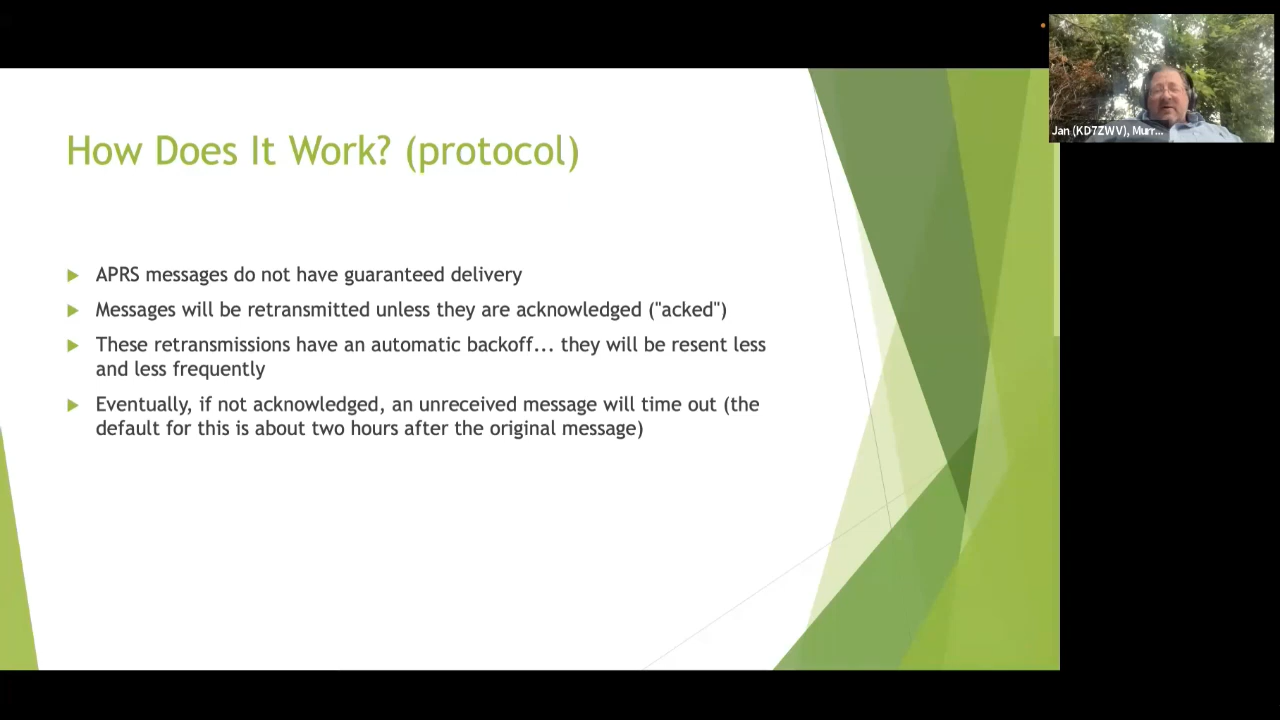 Jan (KD7ZWV), Murr...
How Does It Work? (protocol)
APRS messages do not have guaranteed delivery
Messages will be retransmitted unless they are acknowledged ("acked")
These retransmissions have an automatic backoff... they will be resent less
and less frequently
Eventually, if not acknowledged, an unreceived message will time out (the
default for this is about two hours after the original message)